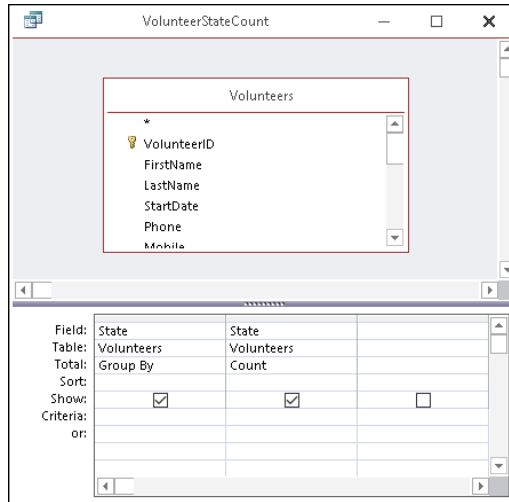 VolunteerStateCount
Volunteers
*
VolunteerID
FirstName
LastName
StartDate
Phone
Mobile
Field: State State
Table: Volunteers Volunteers
Total: Group By Count
Sort:
Show:
Criteria:
or: